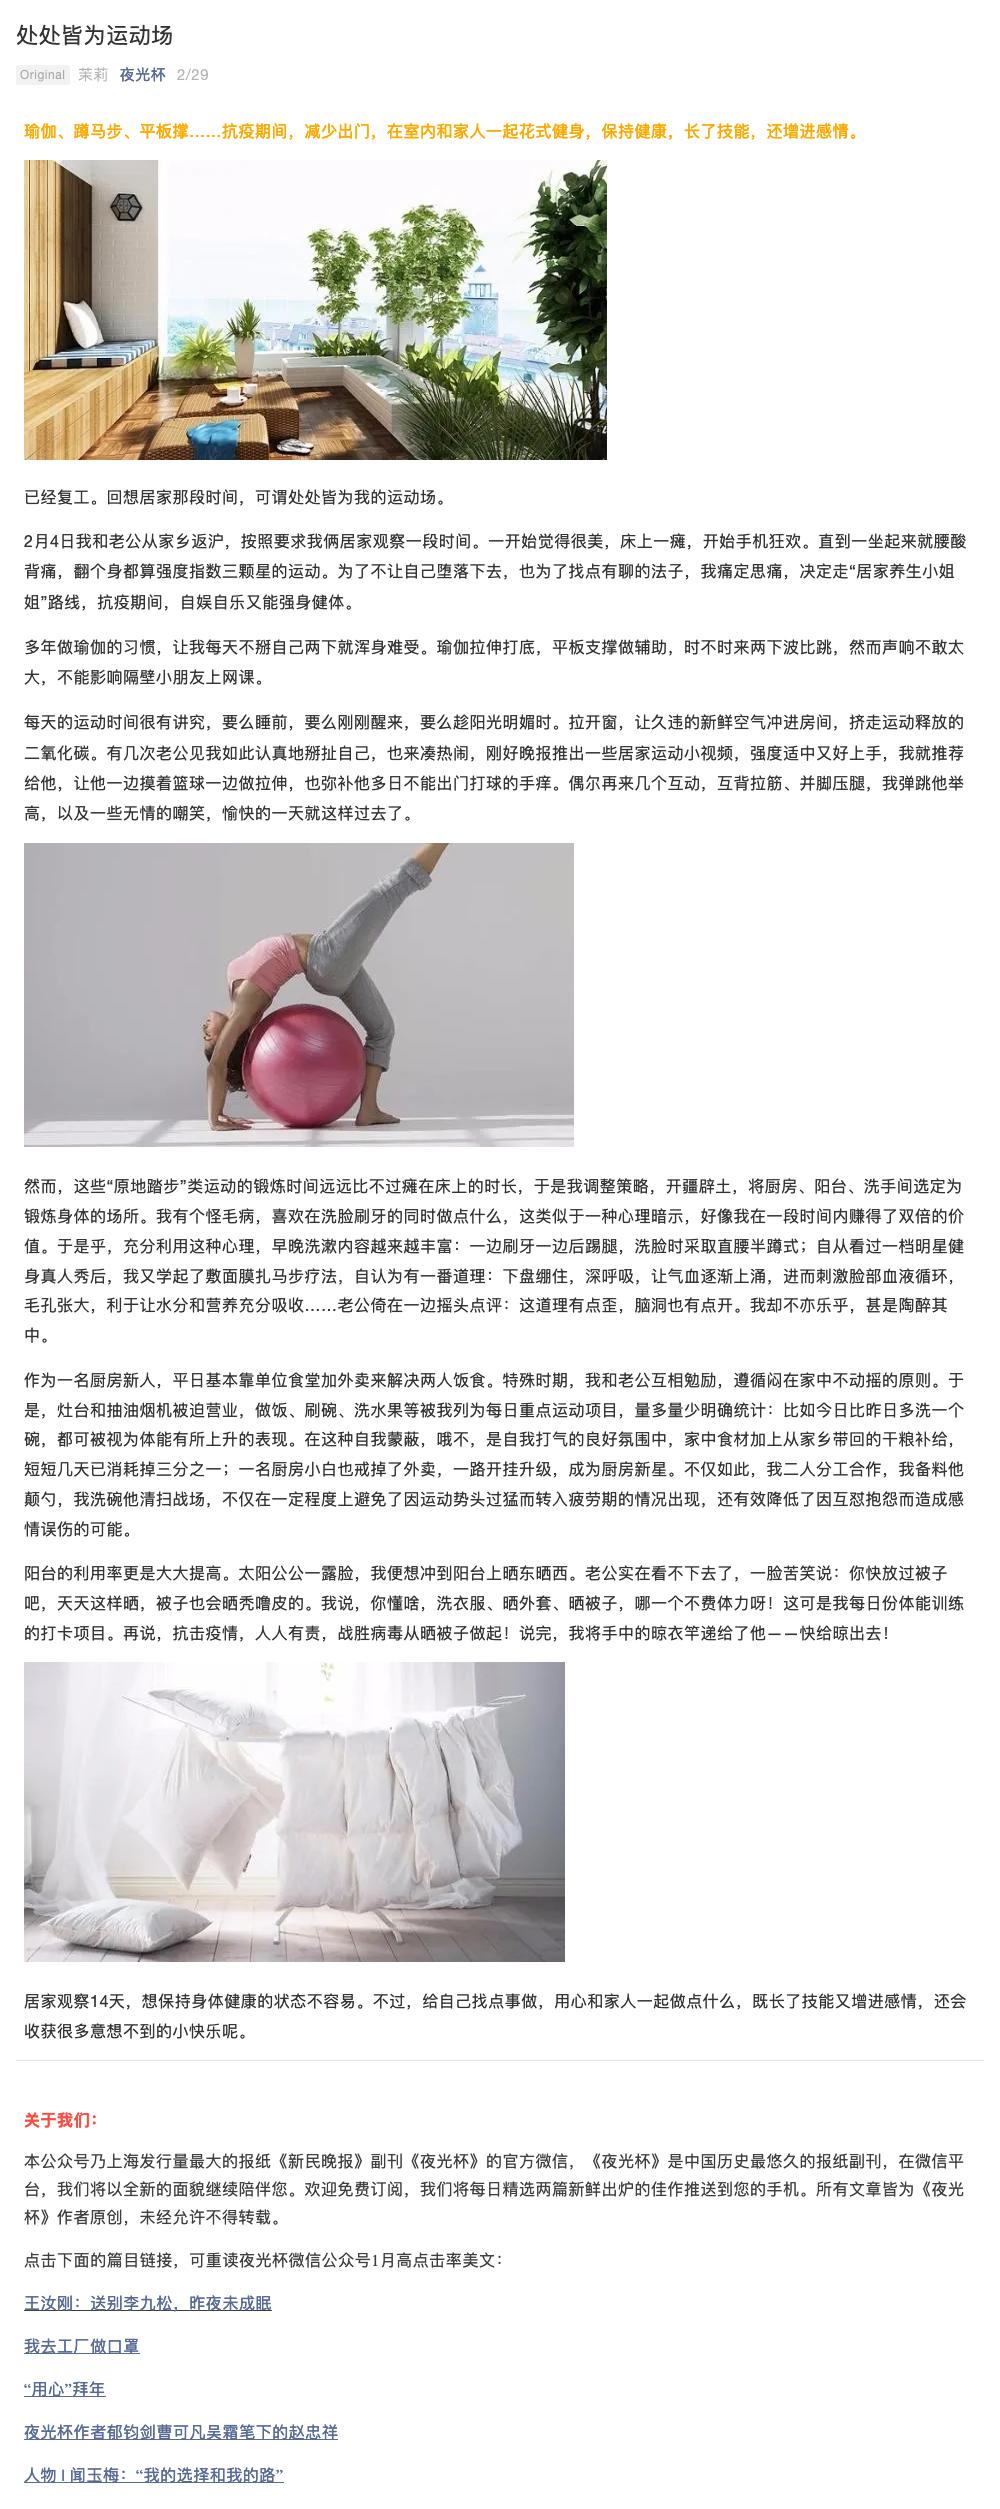 处处皆为运动场
Original 茉莉 夜光杯 2/29
瑜伽、蹲马步、平板撑……抗疫期间，减少出门，在室内和家人一起花式健身，保持健康，长了技能，还增进感情。
已经复工。回想居家那段时间，可谓处处皆为我的运动场。
2月4日我和老公从家乡返沪，按照要求我俩居家观察一段时间。一开始觉得很美，床上一瘫，开始手机狂欢。直到一坐起来就腰酸
背痛，翻个身都算强度指数三颗星的运动。为了不让自己堕落下去，也为了找点有聊的法子，我痛定思痛，决定走“居家养生小姐
姐”路线，抗疫期间，自娱自乐又能强身健体。
多年做瑜伽的习惯，让我每天不掰自己两下就浑身难受。瑜伽拉伸打底，平板支撑做辅助，时不时来两下波比跳，然而声响不敢太
大，不能影响隔壁小朋友上网课。
每天的运动时间很有讲究，要么睡前，要么刚刚醒来，要么趁阳光明媚时。拉开窗，让久违的新鲜空气冲进房间，挤走运动释放的
二氧化碳。有几次老公见我如此认真地掰扯自己，也来凑热闹，刚好晚报推出一些居家运动小视频，强度适中又好上手，我就推荐
给他，让他一边摸着篮球一边做拉伸，也弥补他多日不能出门打球的手痒。偶尔再来几个互动，互背拉筋、并脚压腿，我弹跳他举
高，以及一些无情的嘲笑，愉快的一天就这样过去了。
然而，这些“原地踏步”类运动的锻炼时间远远比不过瘫在床上的时长，于是我调整策略，开疆辟土，将厨房、阳台、洗手间选定为
锻炼身体的场所。我有个怪毛病，喜欢在洗脸刷牙的同时做点什么，这类似于一种心理暗示，好像我在一段时间内赚得了双倍的价
值。于是乎，充分利用这种心理，早晚洗漱内容越来越丰富：一边刷牙一边后踢腿，洗脸时采取直腰半蹲式；自从看过一档明星健
身真人秀后，我又学起了敷面膜扎马步疗法，自认为有一番道理：下盘绷住，深呼吸，让气血逐渐上涌，进而刺激脸部血液循环，
毛孔张大，利于让水分和营养充分吸收……老公倚在一边摇头点评：这道理有点歪，脑洞也有点开。我却不亦乐乎，甚是陶醉其
中。
作为一名厨房新人，平日基本靠单位食堂加外卖来解决两人饭食。特殊时期，我和老公互相勉励，遵循闷在家中不动摇的原则。于
是，灶台和抽油烟机被迫营业，做饭、刷碗、洗水果等被我列为每日重点运动项目，量多量少明确统计：比如今日比昨日多洗一个
碗，都可被视为体能有所上升的表现。在这种自我蒙蔽，哦不，是自我打气的良好氛围中，家中食材加上从家乡带回的干粮补给，
短短几天已消耗掉三分之一；一名厨房小白也戒掉了外卖，一路开挂升级，成为厨房新星。不仅如此，我二人分工合作，我备料他
颠勺，我洗碗他清扫战场，不仅在一定程度上避免了因运动势头过猛而转入疲劳期的情况出现，还有效降低了因互怼抱怨而造成感
情误伤的可能。
阳台的利用率更是大大提高。太阳公公一露脸，我便想冲到阳台上晒东晒西。老公实在看不下去了，一脸苦笑说：你快放过被子
吧，天天这样晒，被子也会晒秃噜皮的。我说，你懂啥，洗衣服、晒外套、晒被子，哪一个不费体力呀！这可是我每日份体能训练
的打卡项目。再说，抗击疫情，人人有责，战胜病毒从晒被子做起！说完，我将手中的晾衣竿递给了他——快给晾出去！
居家观察14天，想保持身体健康的状态不容易。不过，给自己找点事做，用心和家人一起做点什么，既长了技能又增进感情，还会
收获很多意想不到的小快乐呢。
关于我们：
本公众号乃上海发行量最大的报纸《新民晚报》副刊《夜光杯》的官方微信，《夜光杯》是中国历史最悠久的报纸副刊，在微信平
台，我们将以全新的面貌继续陪伴您。欢迎免费订阅，我们将每日精选两篇新鲜出炉的佳作推送到您的手机。所有文章皆为《夜光
杯》作者原创，未经允许不得转载。
点击下面的篇目链接，可重读夜光杯微信公众号1月高点击率美文：
王汝刚：送别李九松，昨夜未成眠
我去工厂做口罩
“用心”拜年
夜光杯作者郁钧剑曹可凡吴霜笔下的赵忠祥
人物 | 闻玉梅：“我的选择和我的路”